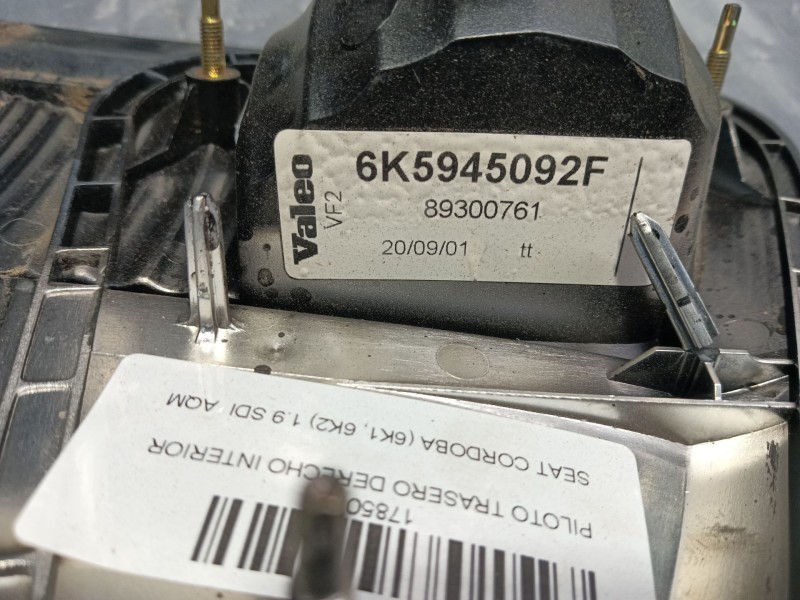 Valeo
VF2
6K5945092F
89300761
20/09/01 tt
SEAT CORDOBA (6K1, 6K2) 1.9 SDI AQM
PILOTO TRASERO DERECHO INTERIOR